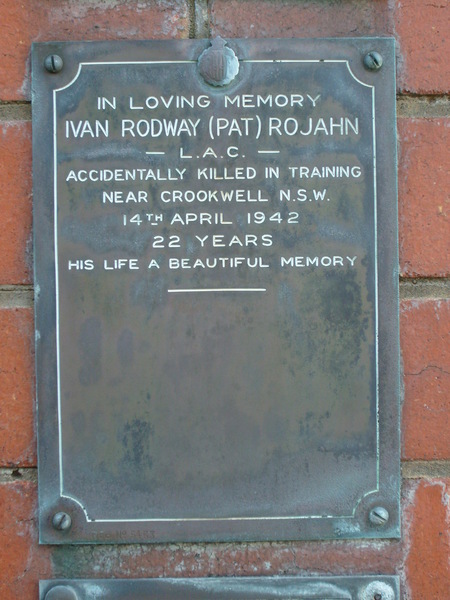 IN LOVING MEMORY
IVAN RODWAY (PAT) ROJAHN
— L.A.C. —
ACCIDENTALLY KILLED IN TRAINING
NEAR CROOKWELL N.S.W.
14TH APRIL 1942
22 YEARS
HIS LIFE A BEAUTIFUL MEMORY